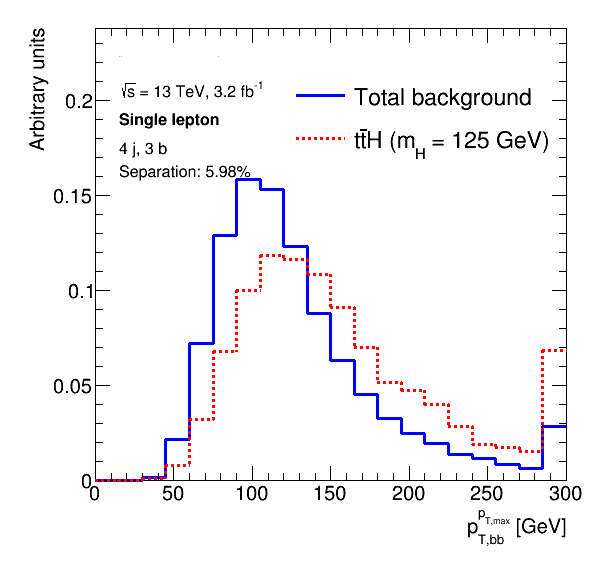 Arbitrary units
√s = 13 TeV, 3.2 fb⁻¹
Single lepton
4 j, 3 b
Separation: 5.98%
Total background
tt̄H (m_H = 125 GeV)
0.2
0.15
0.1
0.05
0
0 50 100 150 200 250 300
p_{T,bb}^{p_{T,max}} [GeV]